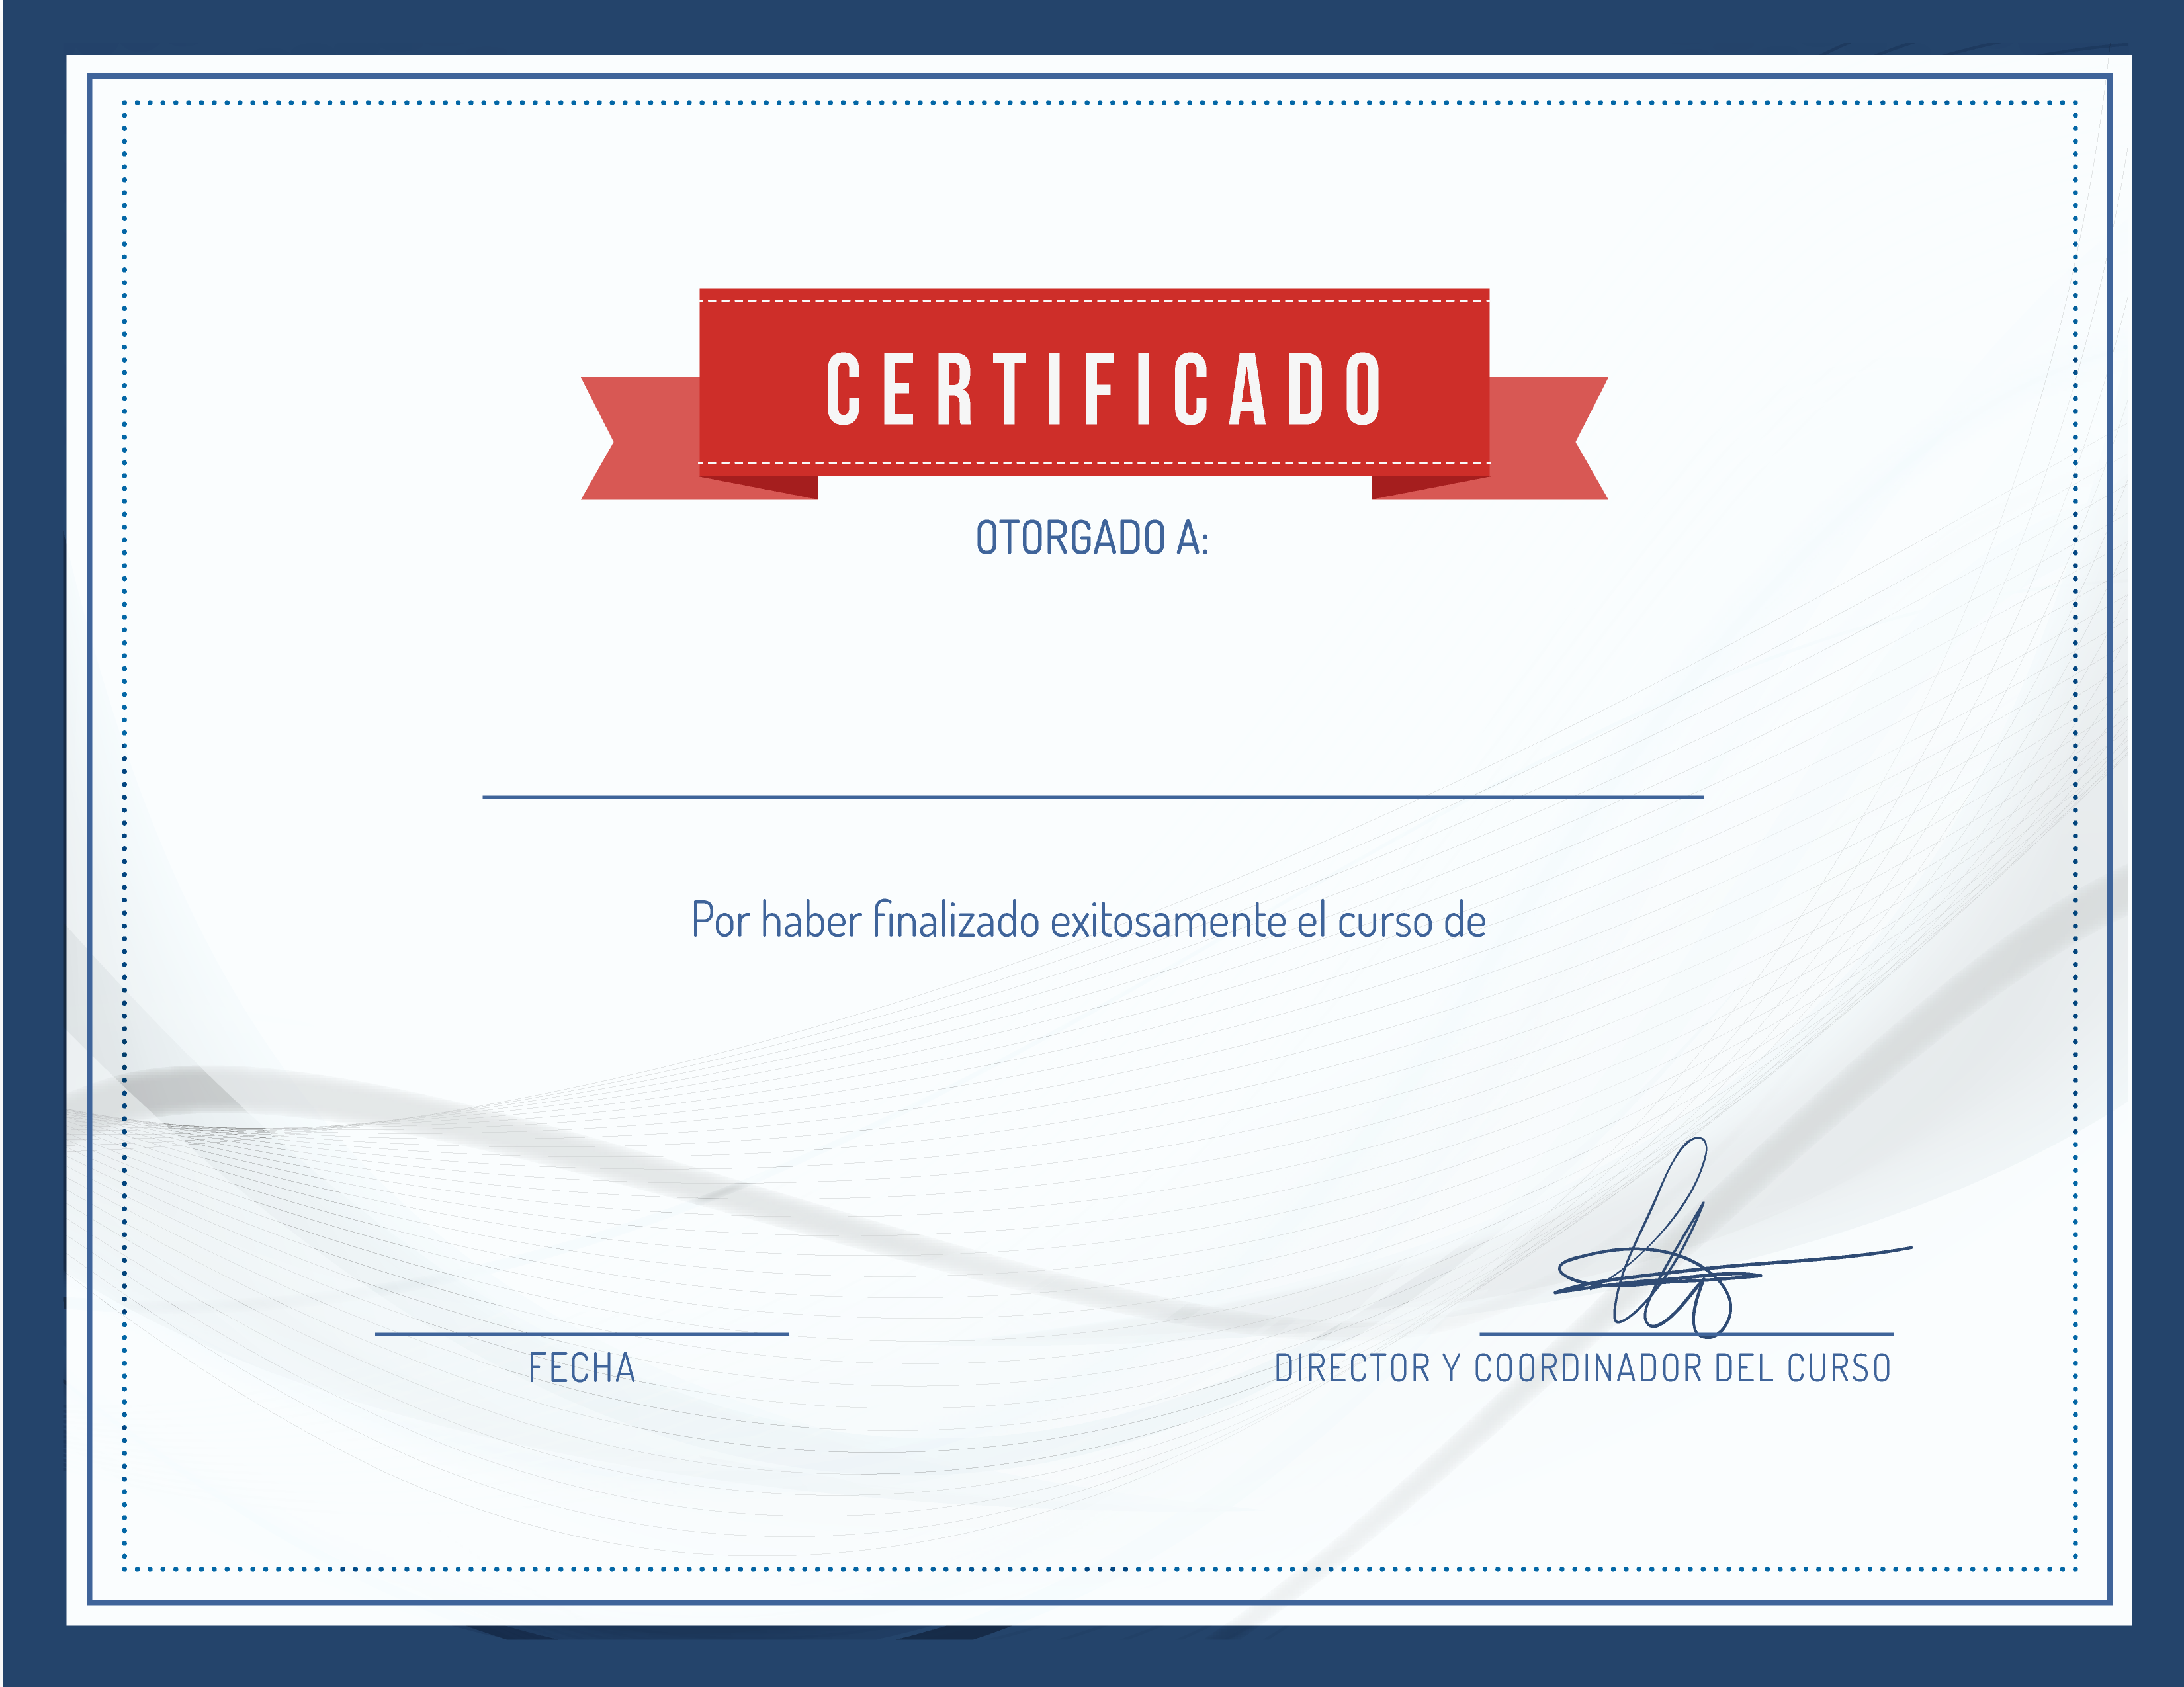 CERTIFICADO
OTORGADO A:
Por haber finalizado exitosamente el curso de
FECHA
DIRECTOR Y COORDINADOR DEL CURSO